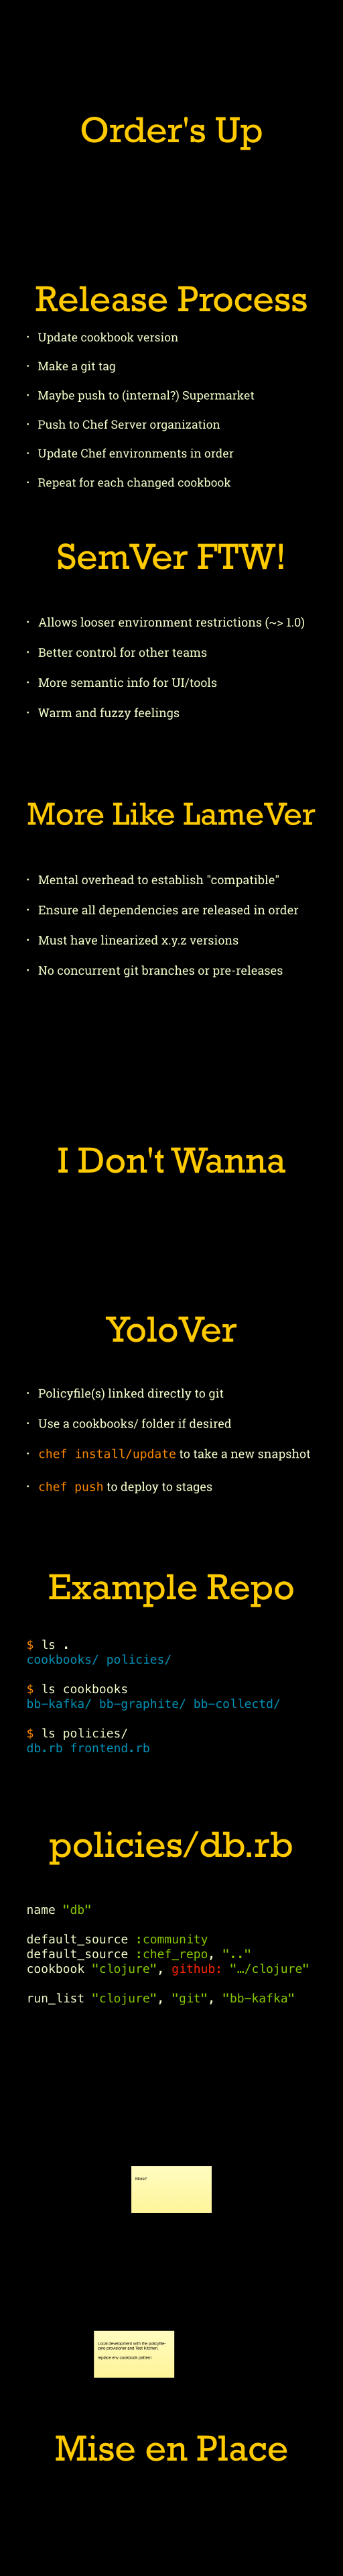 Order's Up
Release Process
• Update cookbook version
• Make a git tag
• Maybe push to (internal?) Supermarket
• Push to Chef Server organization
• Update Chef environments in order
• Repeat for each changed cookbook
SemVer FTW!
• Allows looser environment restrictions (~> 1.0)
• Better control for other teams
• More semantic info for UI/tools
• Warm and fuzzy feelings
More Like LameVer
• Mental overhead to establish "compatible"
• Ensure all dependencies are released in order
• Must have linearized x.y.z versions
• No concurrent git branches or pre-releases
I Don't Wanna
YoloVer
• Policyfile(s) linked directly to git
• Use a cookbooks/ folder if desired
• chef install/update to take a new snapshot
• chef push to deploy to stages
Example Repo
$ ls .
cookbooks/ policies/
$ ls cookbooks
bb-kafka/ bb-graphite/ bb-collectd/
$ ls policies/
db.rb frontend.rb
policies/db.rb
name "db"
default_source :community
default_source :chef_repo, ".."
cookbook "clojure", github: "…/clojure"
run_list "clojure", "git", "bb-kafka"
More?
Local development with the policyfile-
zero provisioner and Test Kitchen.
replace env cookbook pattern
Mise en Place